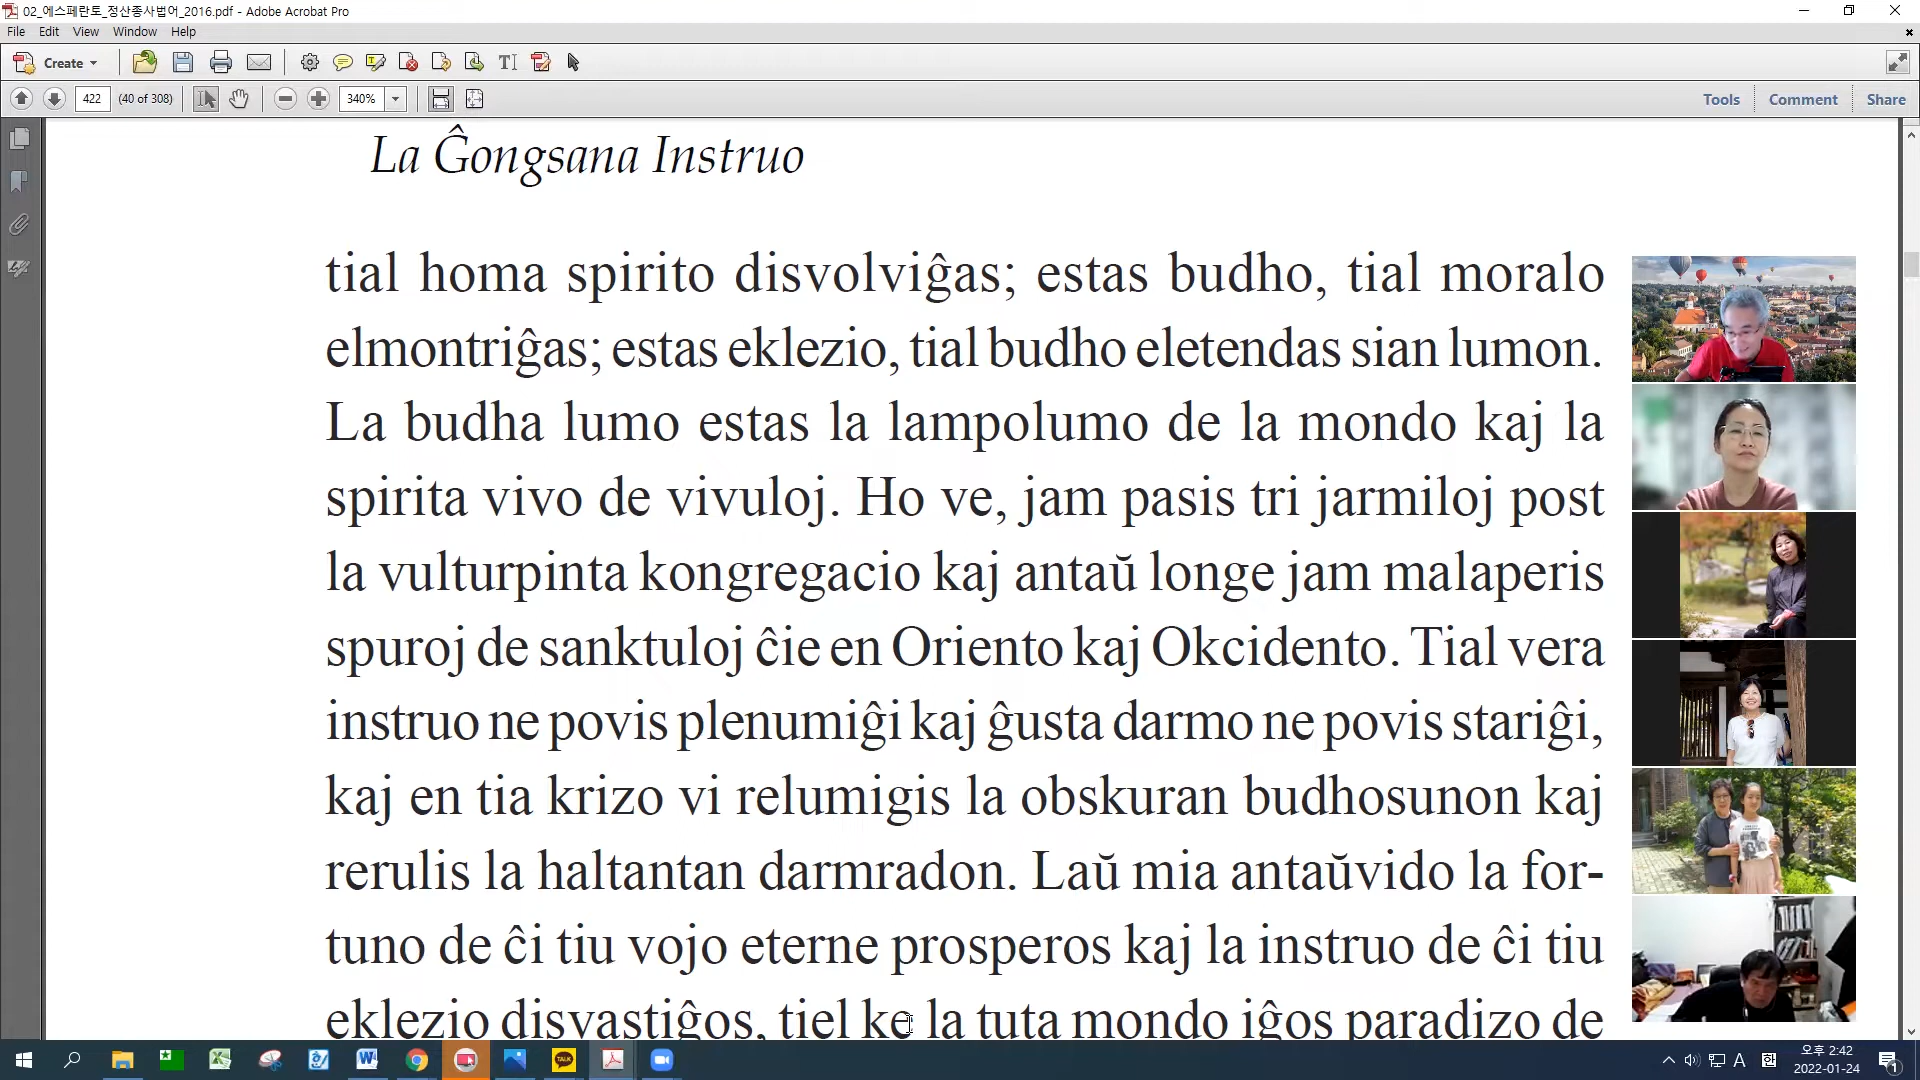 02_에스페란토_정산종사법어_2016.pdf - Adobe Acrobat Pro
File Edit View Window Help
Create
422 (40 of 308) 340% Tools Comment Share
La Ĝongsana Instruo
tial homa spirito disvolviĝas; estas budho, tial moralo
elmontriĝas; estas eklezio, tial budho eletendas sian lumon.
La budha lumo estas la lampolumo de la mondo kaj la
spirita vivo de vivuloj. Ho ve, jam pasis tri jarmiloj post
la vulturpinta kongregacio kaj antaŭ longe jam malaperis
spuroj de sanktuloj ĉie en Oriento kaj Okcidento. Tial vera
instruo ne povis plenumiĝi kaj ĝusta darmo ne povis stariĝi,
kaj en tia krizo vi relumigis la obskuran budhosunon kaj
rerulis la haltantan darmradon. Laŭ mia antaŭvido la for-
tuno de ĉi tiu vojo eterne prosperos kaj la instruo de ĉi tiu
eklezio disvastiĝos, tiel ke la tuta mondo iĝos paradizo de
TALK
A 한 오후 2:42
2022-01-24
1